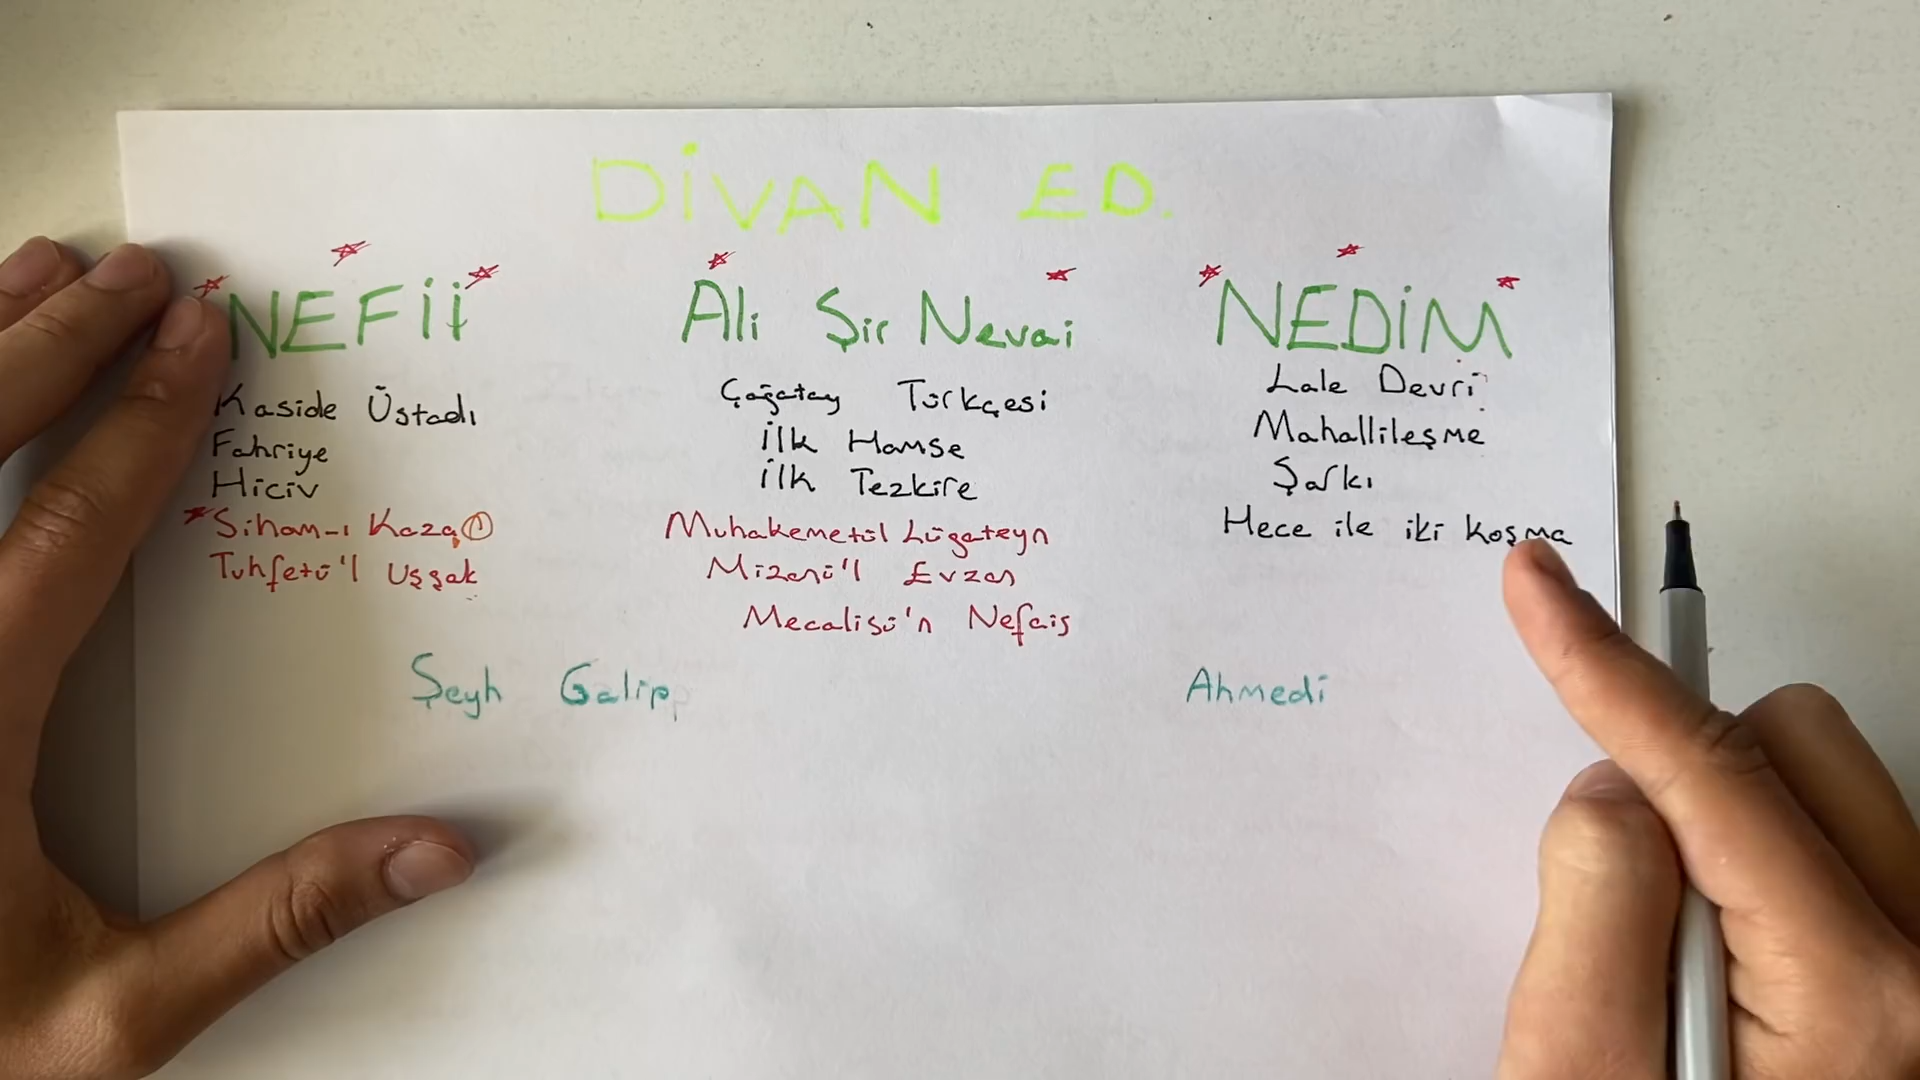 DİVAN ED.
NEFİİ
Kaside Üstadı
Fahriye
Hiciv
Siham-ı Kaza
Tuhfetü'l Uşşak
Ali Şir Nevai
Çağatay Türkçesi
İlk Hamse
İlk Tezkire
Muhakemetül Lügateyn
Mizanü'l Evzan
Mecalisü'n Nefais
NEDİM
Lale Devri
Mahallileşme
Şarkı
Hece ile iki koşma
Şeyh Galip
Ahmedi